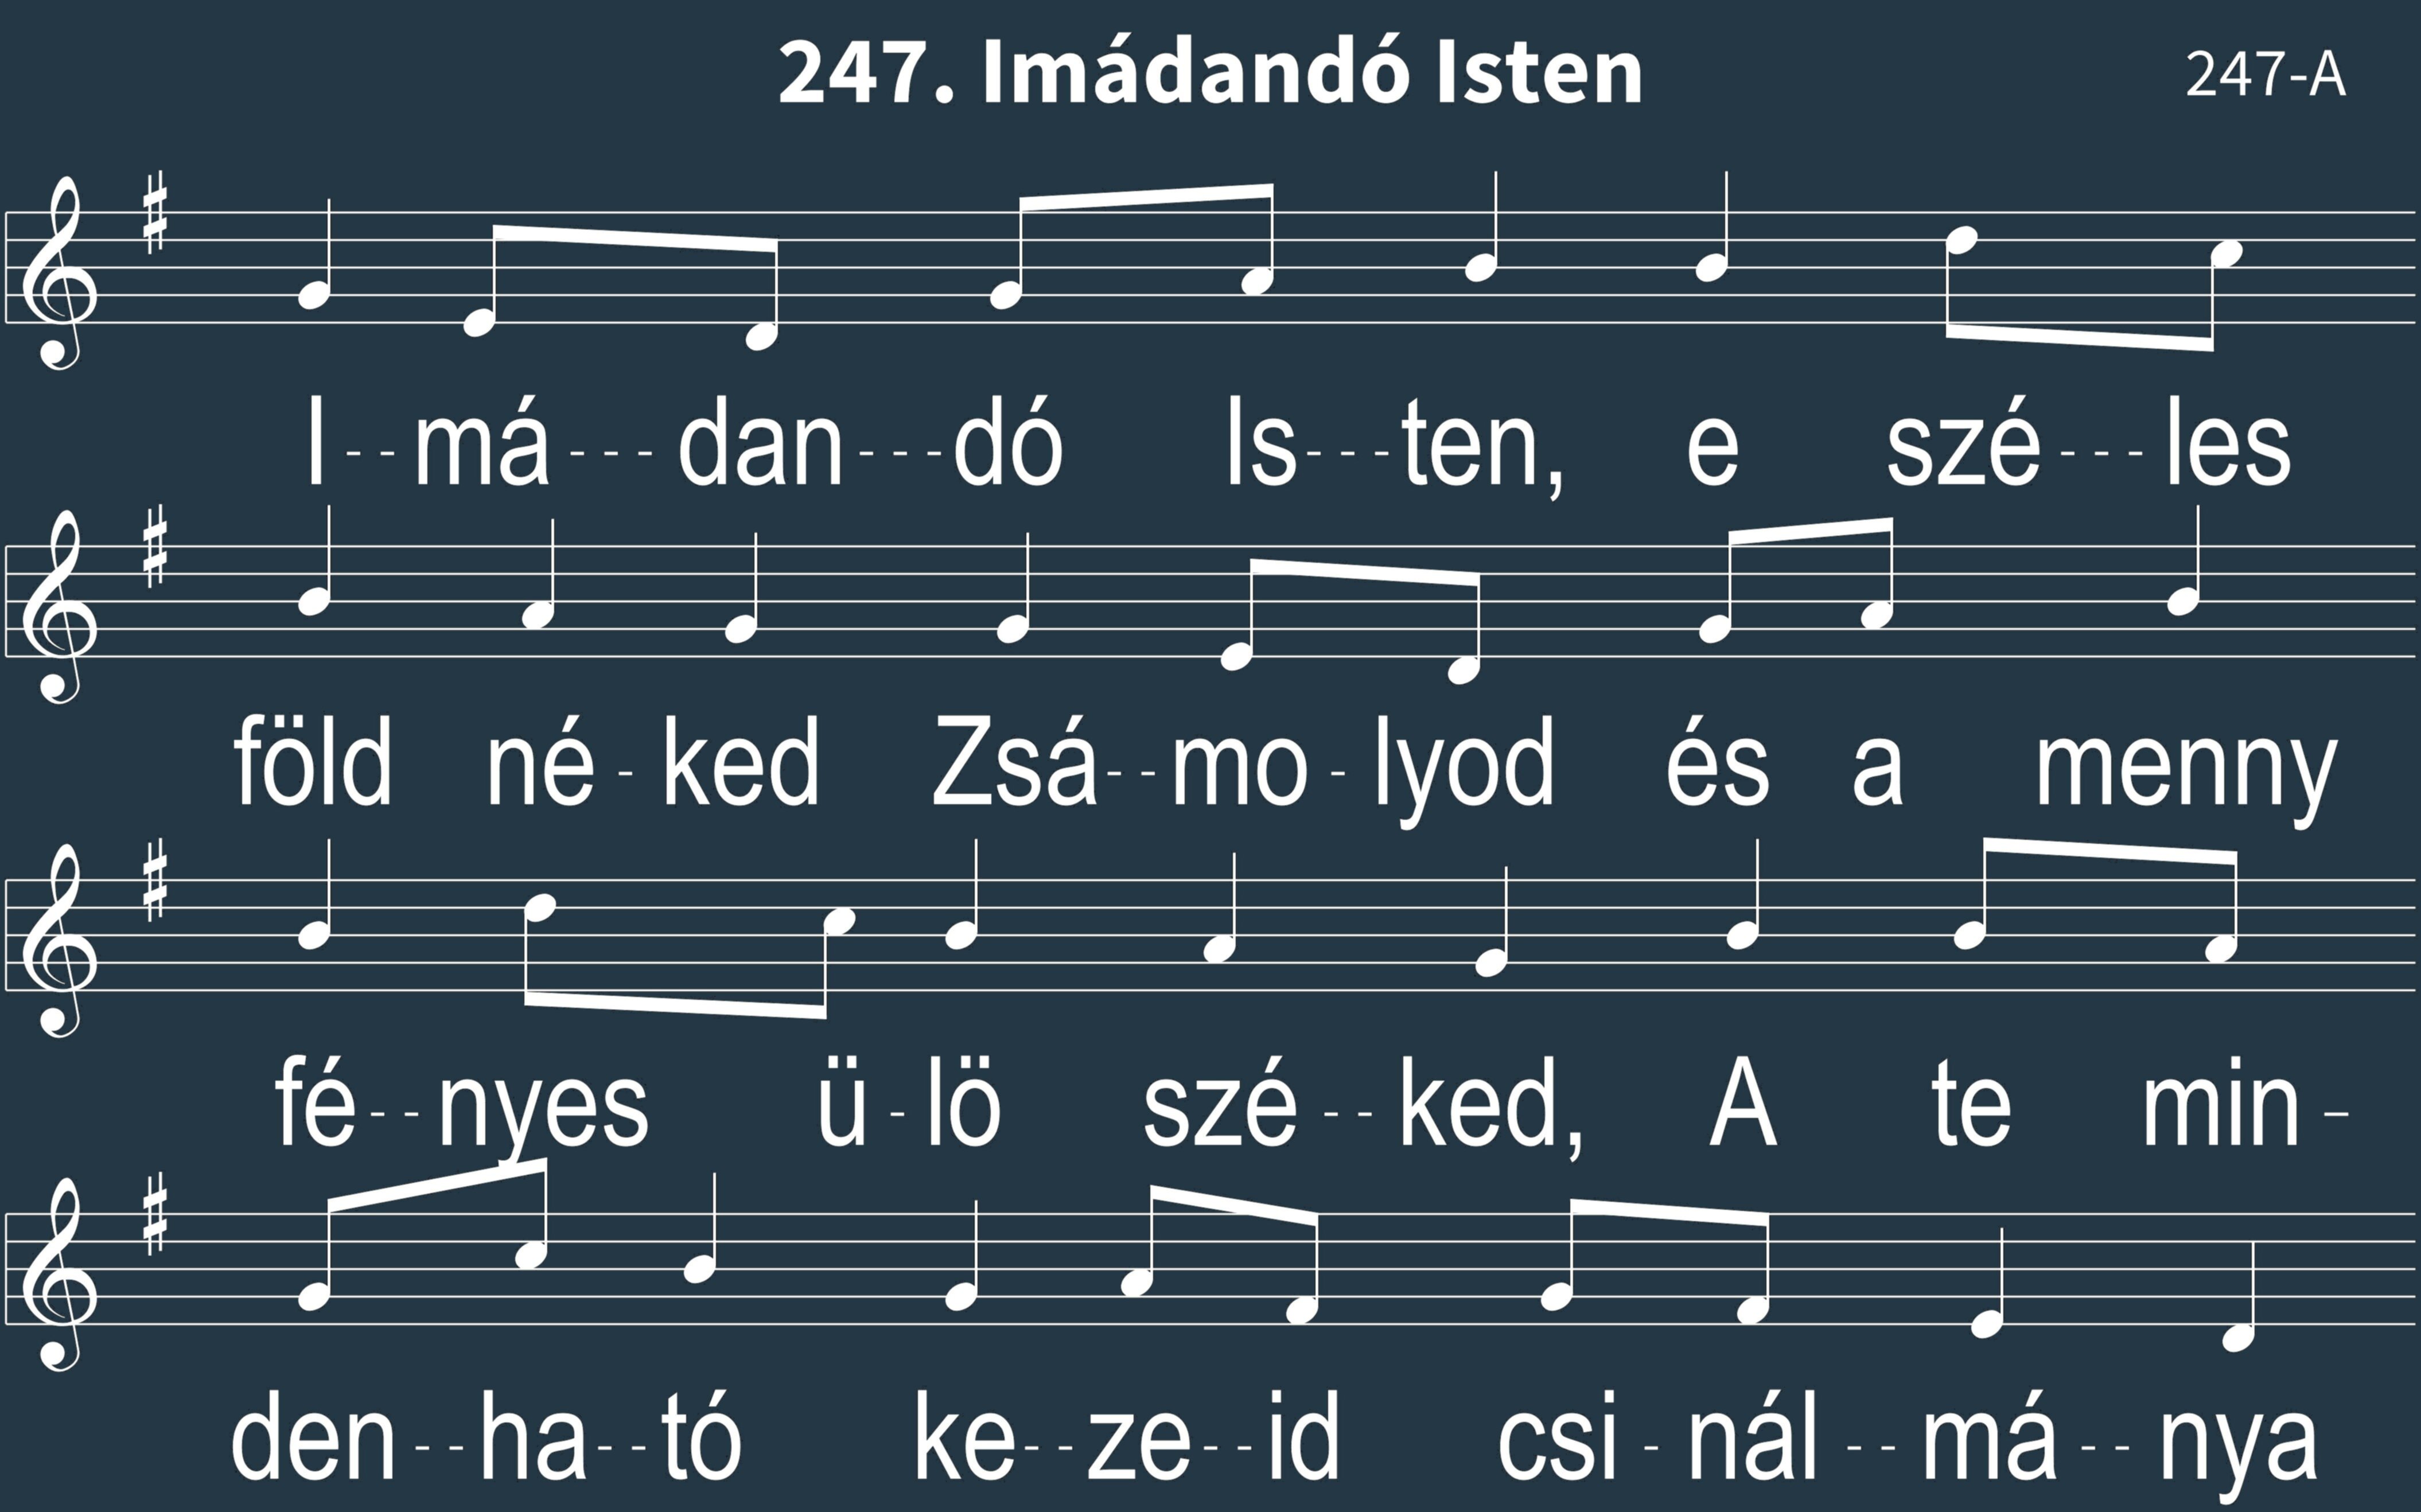 247. Imádandó Isten
247-A
I--má---dan---dó Is---ten, e szé---les
föld né-ked Zsá--mo-lyod és a menny
fé--nyes ü-lö szé--ked, A te min-
den--ha--tó ke--ze--id csi-nál--má--nya